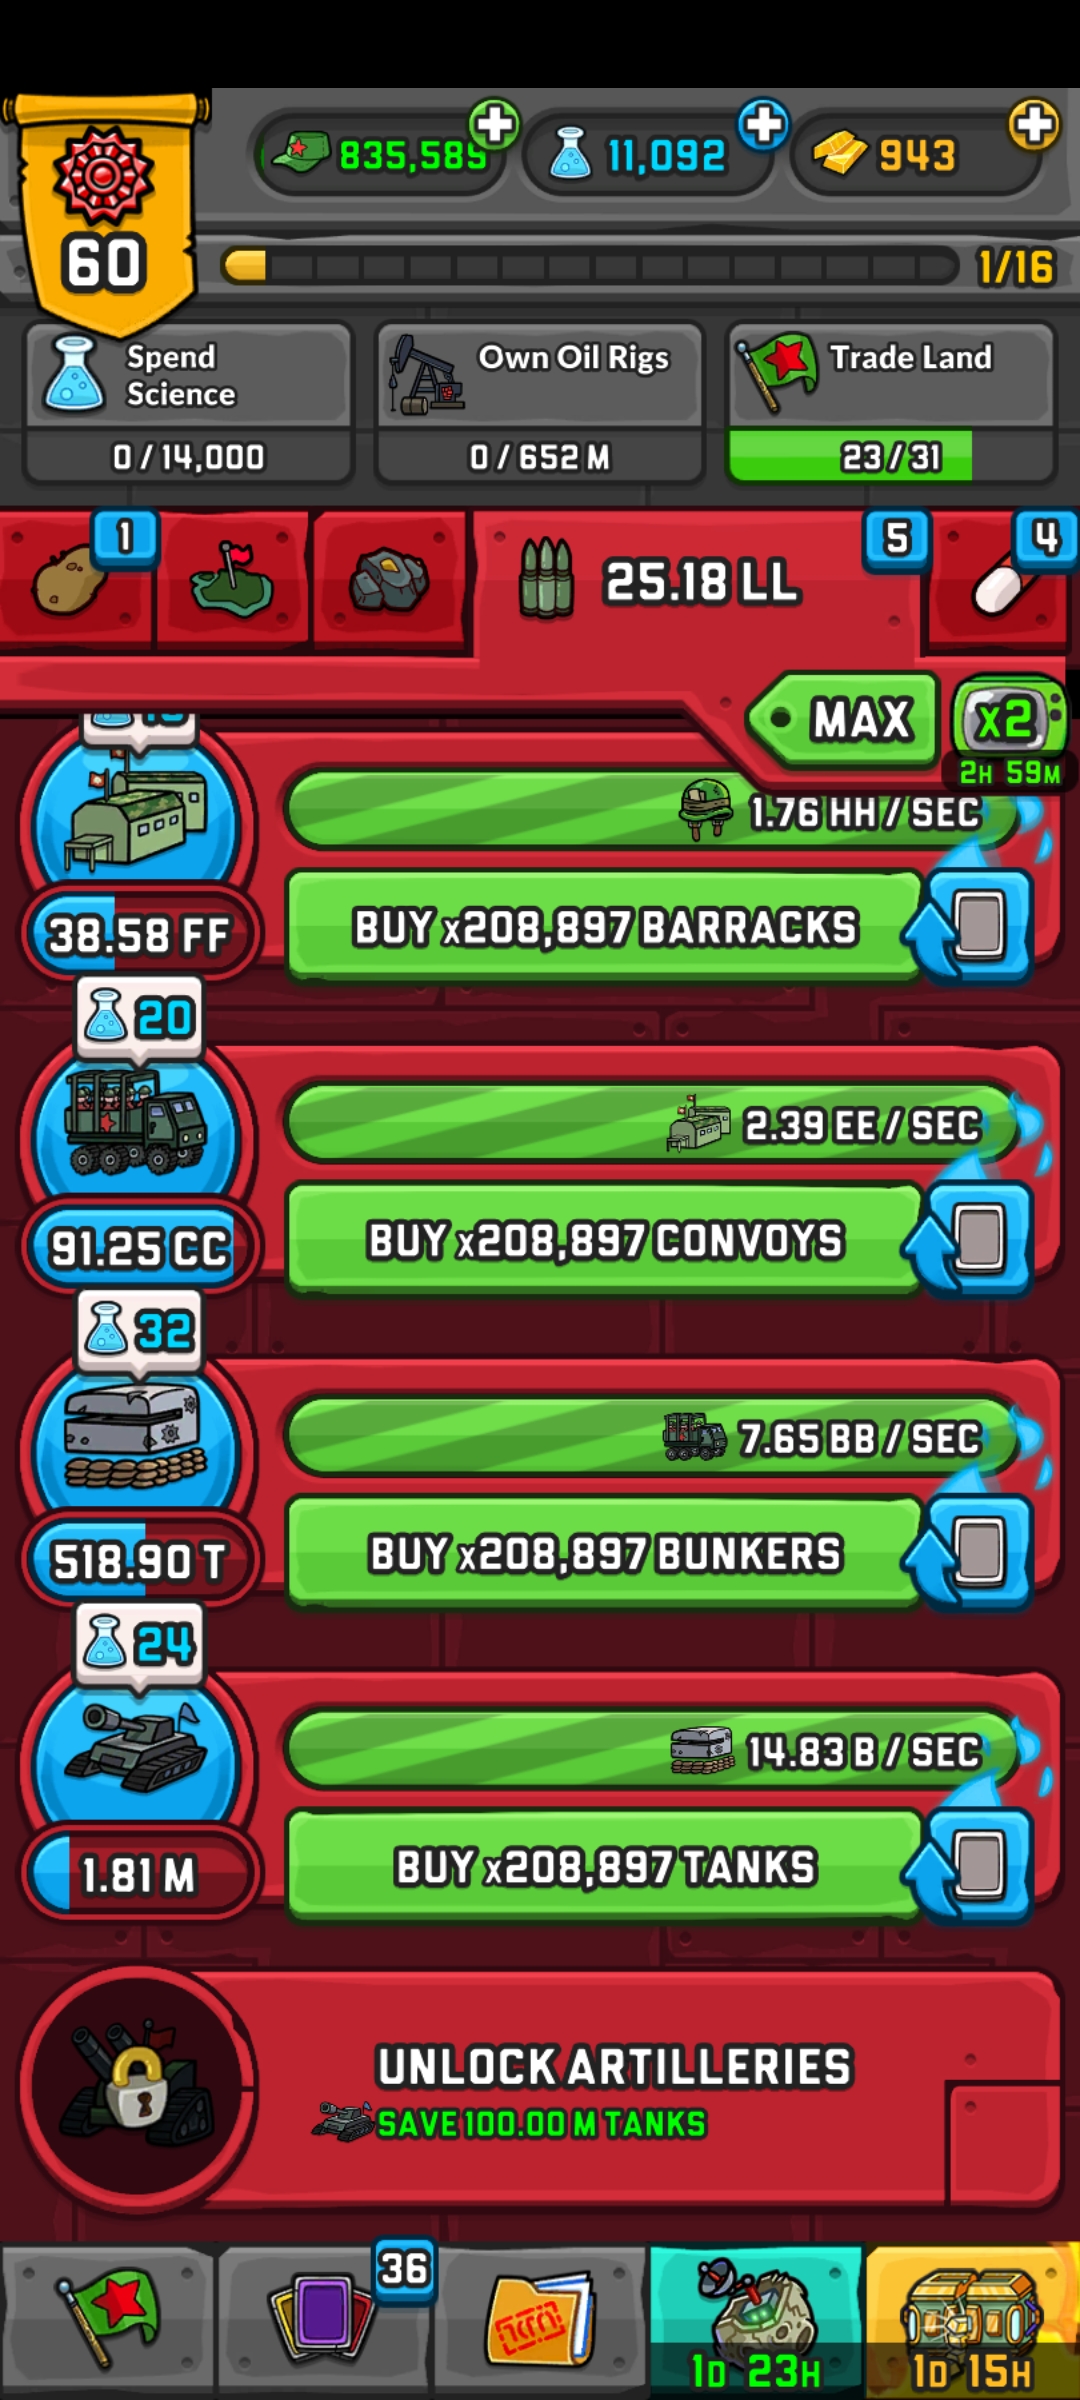 835,589
11,092
943
60
1/16
Spend
Science
0/14,000
Own Oil Rigs
0/652 M
Trade Land
23/31
1
25.18 LL
5
4
MAX
x2
2H 59M
1.76 HH / SEC
38.58 FF
BUY x208,897 BARRACKS
20
2.39 EE / SEC
91.25 CC
BUY x208,897 CONVOYS
32
7.65 BB / SEC
518.90 T
BUY x208,897 BUNKERS
24
14.83 B / SEC
1.81 M
BUY x208,897 TANKS
UNLOCK ARTILLERIES
SAVE 100.00 M TANKS
36
1D 23H
1D 15H